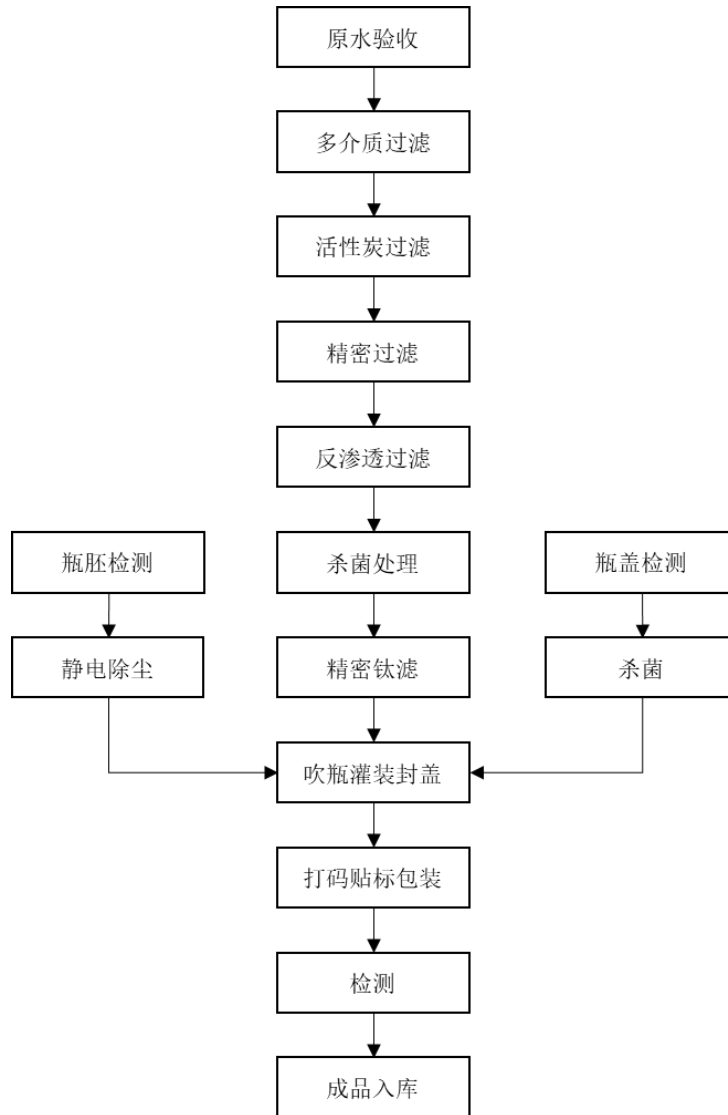 原水验收
多介质过滤
活性炭过滤
精密过滤
反渗透过滤
瓶胚检测
杀菌处理
瓶盖检测
静电除尘
精密钛滤
杀菌
吹瓶灌装封盖
打码贴标包装
检测
成品入库